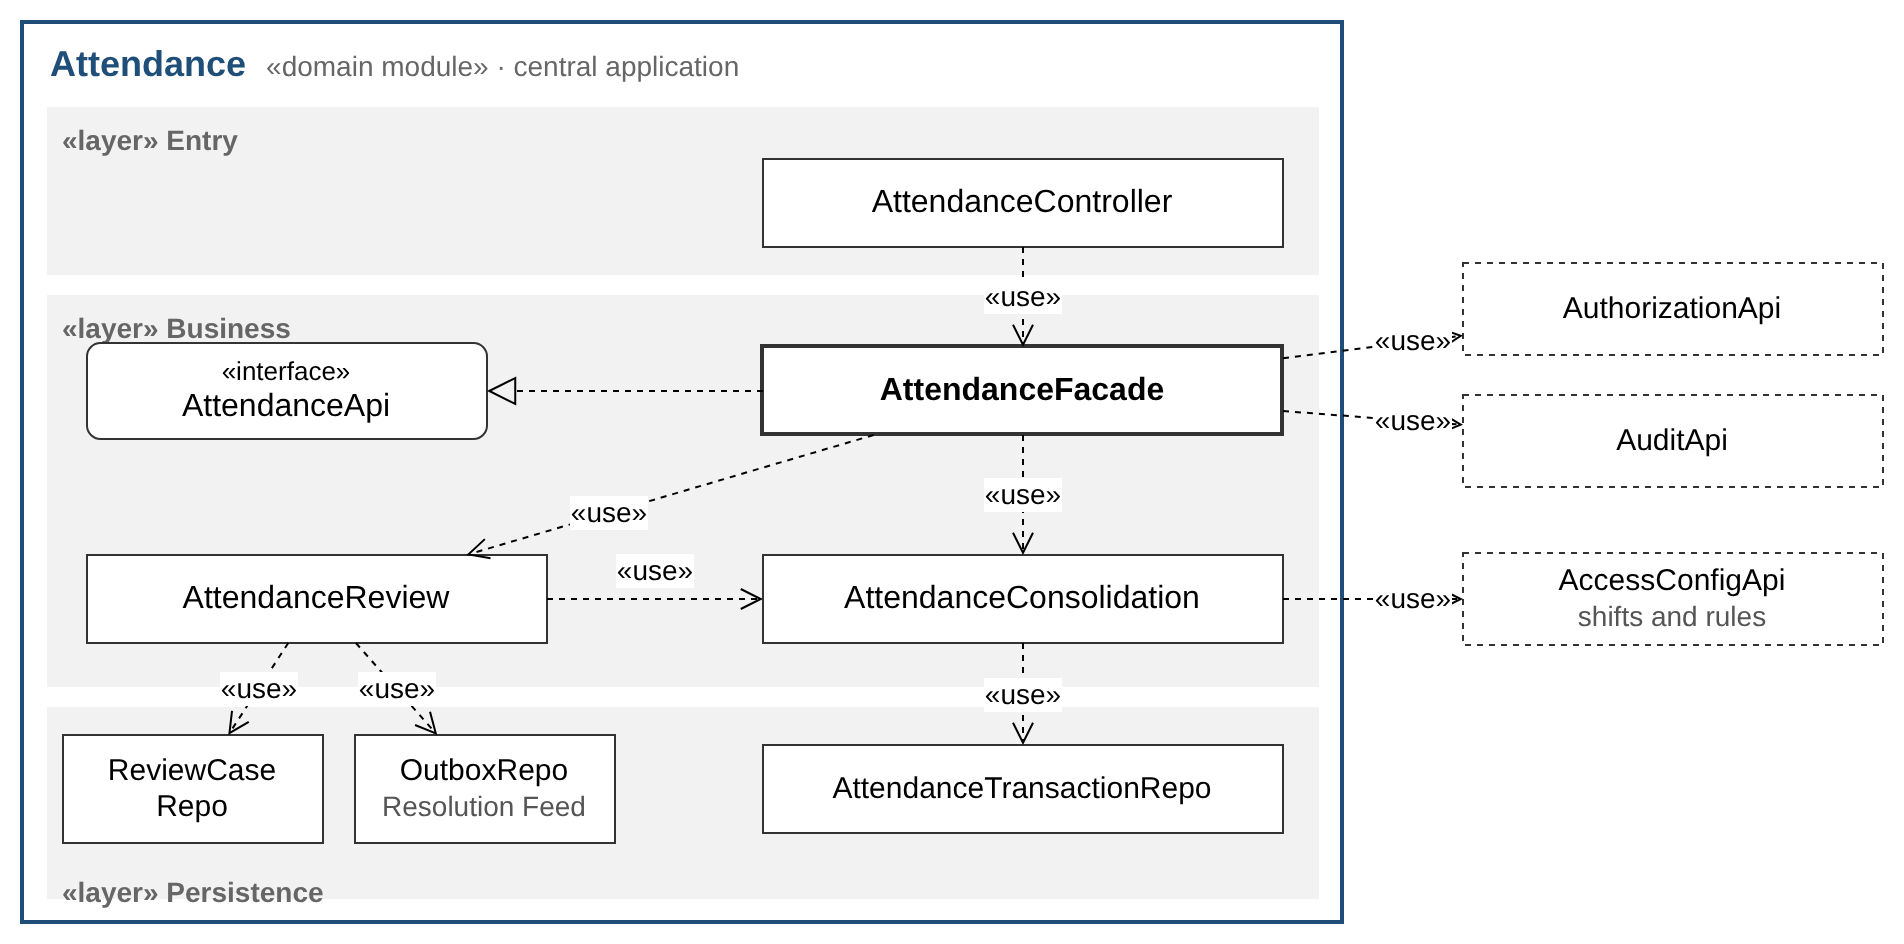 Attendance «domain module» · central application
«layer» Entry
AttendanceController
«use»
«layer» Business
«interface»
AttendanceApi
AttendanceFacade
«use»
AuthorizationApi
«use»
AuditApi
«use»
«use»
AttendanceReview
«use»
AttendanceConsolidation
«use»
AccessConfigApi
shifts and rules
«use»
«use»
«use»
ReviewCase
Repo
OutboxRepo
Resolution Feed
AttendanceTransactionRepo
«layer» Persistence